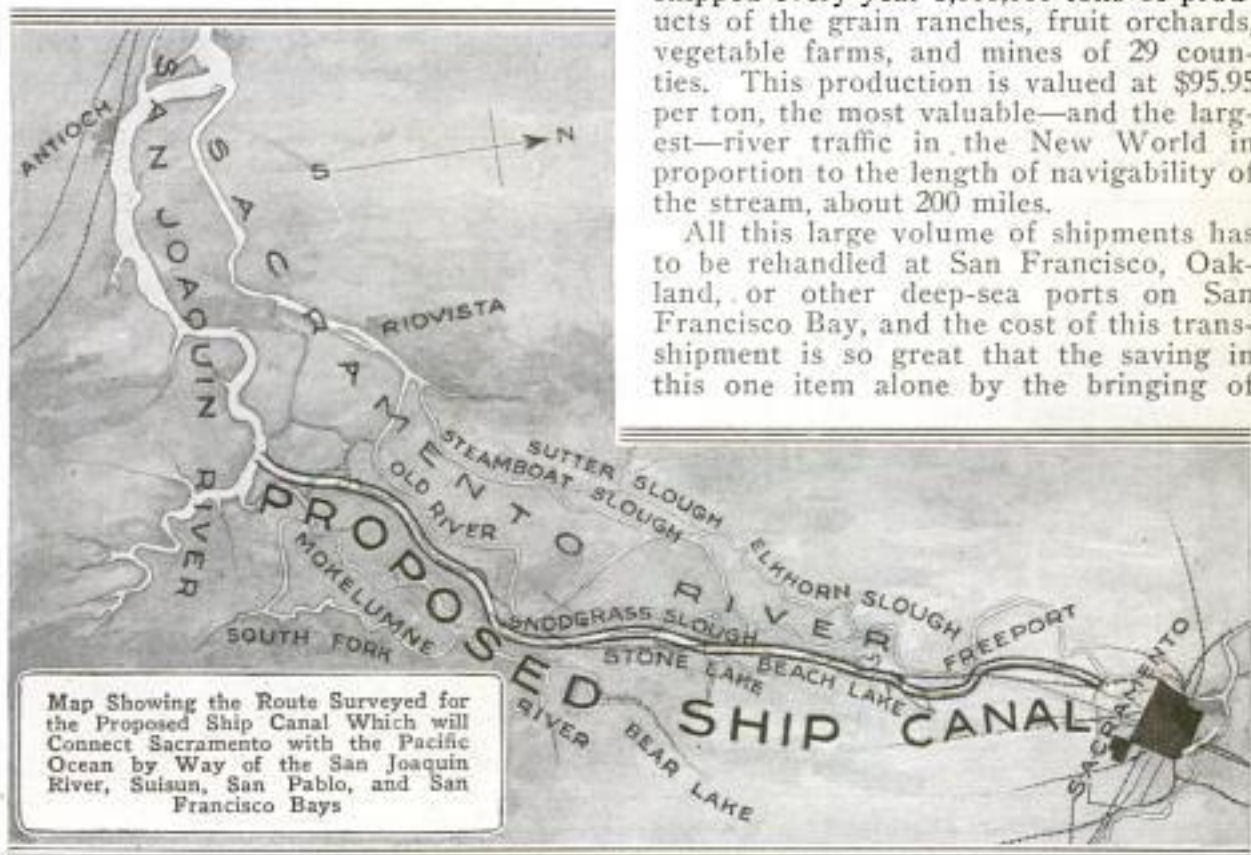 ucts of the grain ranches, fruit orchards,
vegetable farms, and mines of 29 coun-
ties. This production is valued at $95.95
per ton, the most valuable—and the larg-
est—river traffic in the New World in
proportion to the length of navigability of
the stream, about 200 miles.
All this large volume of shipments has
to be rehandled at San Francisco, Oak-
land, or other deep-sea ports on San
Francisco Bay, and the cost of this trans-
shipment is so great that the saving in
this one item alone by the bringing of
ANTIOCH
SAN JOAQUIN RIVER
SACRAMENTO RIVER
S
N
RIOVISTA
SUTTER SLOUGH
STEAMBOAT SLOUGH
OLD RIVER
ELKHORN SLOUGH
PROPOSED SHIP CANAL
MOKELUMNE RIVER
SOUTH FORK
SNODGRASS SLOUGH
STONE LAKE
BEACH LAKE
FREEPORT
BEAR LAKE
SACRAMENTO
Map Showing the Route Surveyed for
the Proposed Ship Canal Which will
Connect Sacramento with the Pacific
Ocean by Way of the San Joaquin
River, Suisun, San Pablo, and San
Francisco Bays